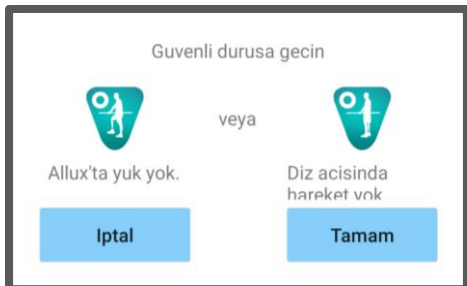 Guvenli durusa gecin
veya
Allux'ta yuk yok.
Diz acisinda
hareket yok
Iptal
Tamam